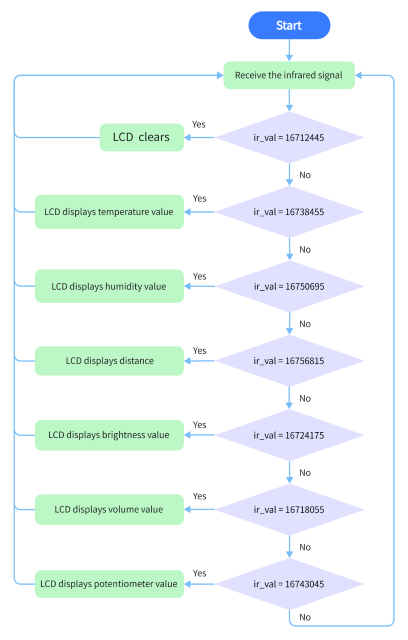 Start
Receive the infrared signal
Yes
LCD clears
ir_val = 16712445
No
Yes
LCD displays temperature value
ir_val = 16738455
No
Yes
LCD displays humidity value
ir_val = 16750695
No
Yes
LCD displays distance
ir_val = 16756815
No
Yes
LCD displays brightness value
ir_val = 16724175
No
Yes
LCD displays volume value
ir_val = 16718055
No
Yes
LCD displays potentiometer value
ir_val = 16743045
No